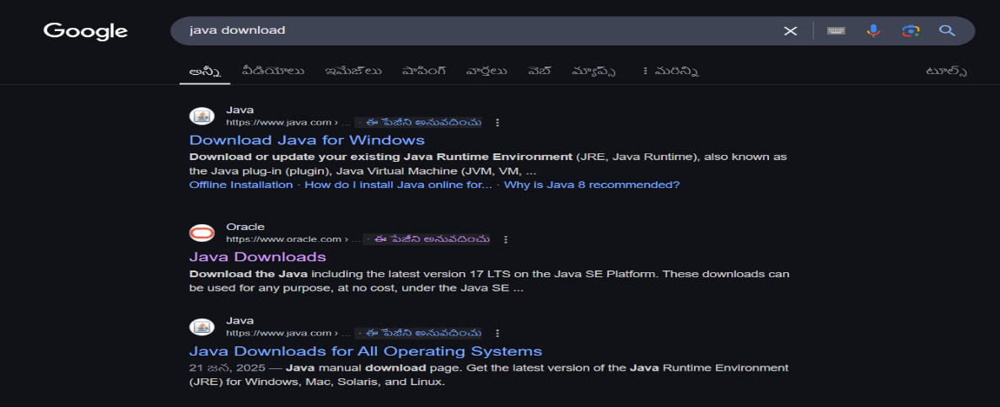 Google
java download
అన్నీ వీడియోలు ఇమేజ్‌లు షాపింగ్ వార్తలు వెబ్ మ్యాప్స్ మరిన్ని టూల్స్
Java
https://www.java.com › ... · ఈ పేజీని అనువదించు
Download Java for Windows
Download or update your existing Java Runtime Environment (JRE, Java Runtime), also known as
the Java plug-in (plugin), Java Virtual Machine (JVM, VM, ...
Offline Installation · How do I install Java online for... · Why is Java 8 recommended?
Oracle
https://www.oracle.com › ... · ఈ పేజీని అనువదించు
Java Downloads
Download the Java including the latest version 17 LTS on the Java SE Platform. These downloads can
be used for any purpose, at no cost, under the Java SE ...
Java
https://www.java.com › ... · ఈ పేజీని అనువదించు
Java Downloads for All Operating Systems
21 జన, 2025 — Java manual download page. Get the latest version of the Java Runtime Environment
(JRE) for Windows, Mac, Solaris, and Linux.